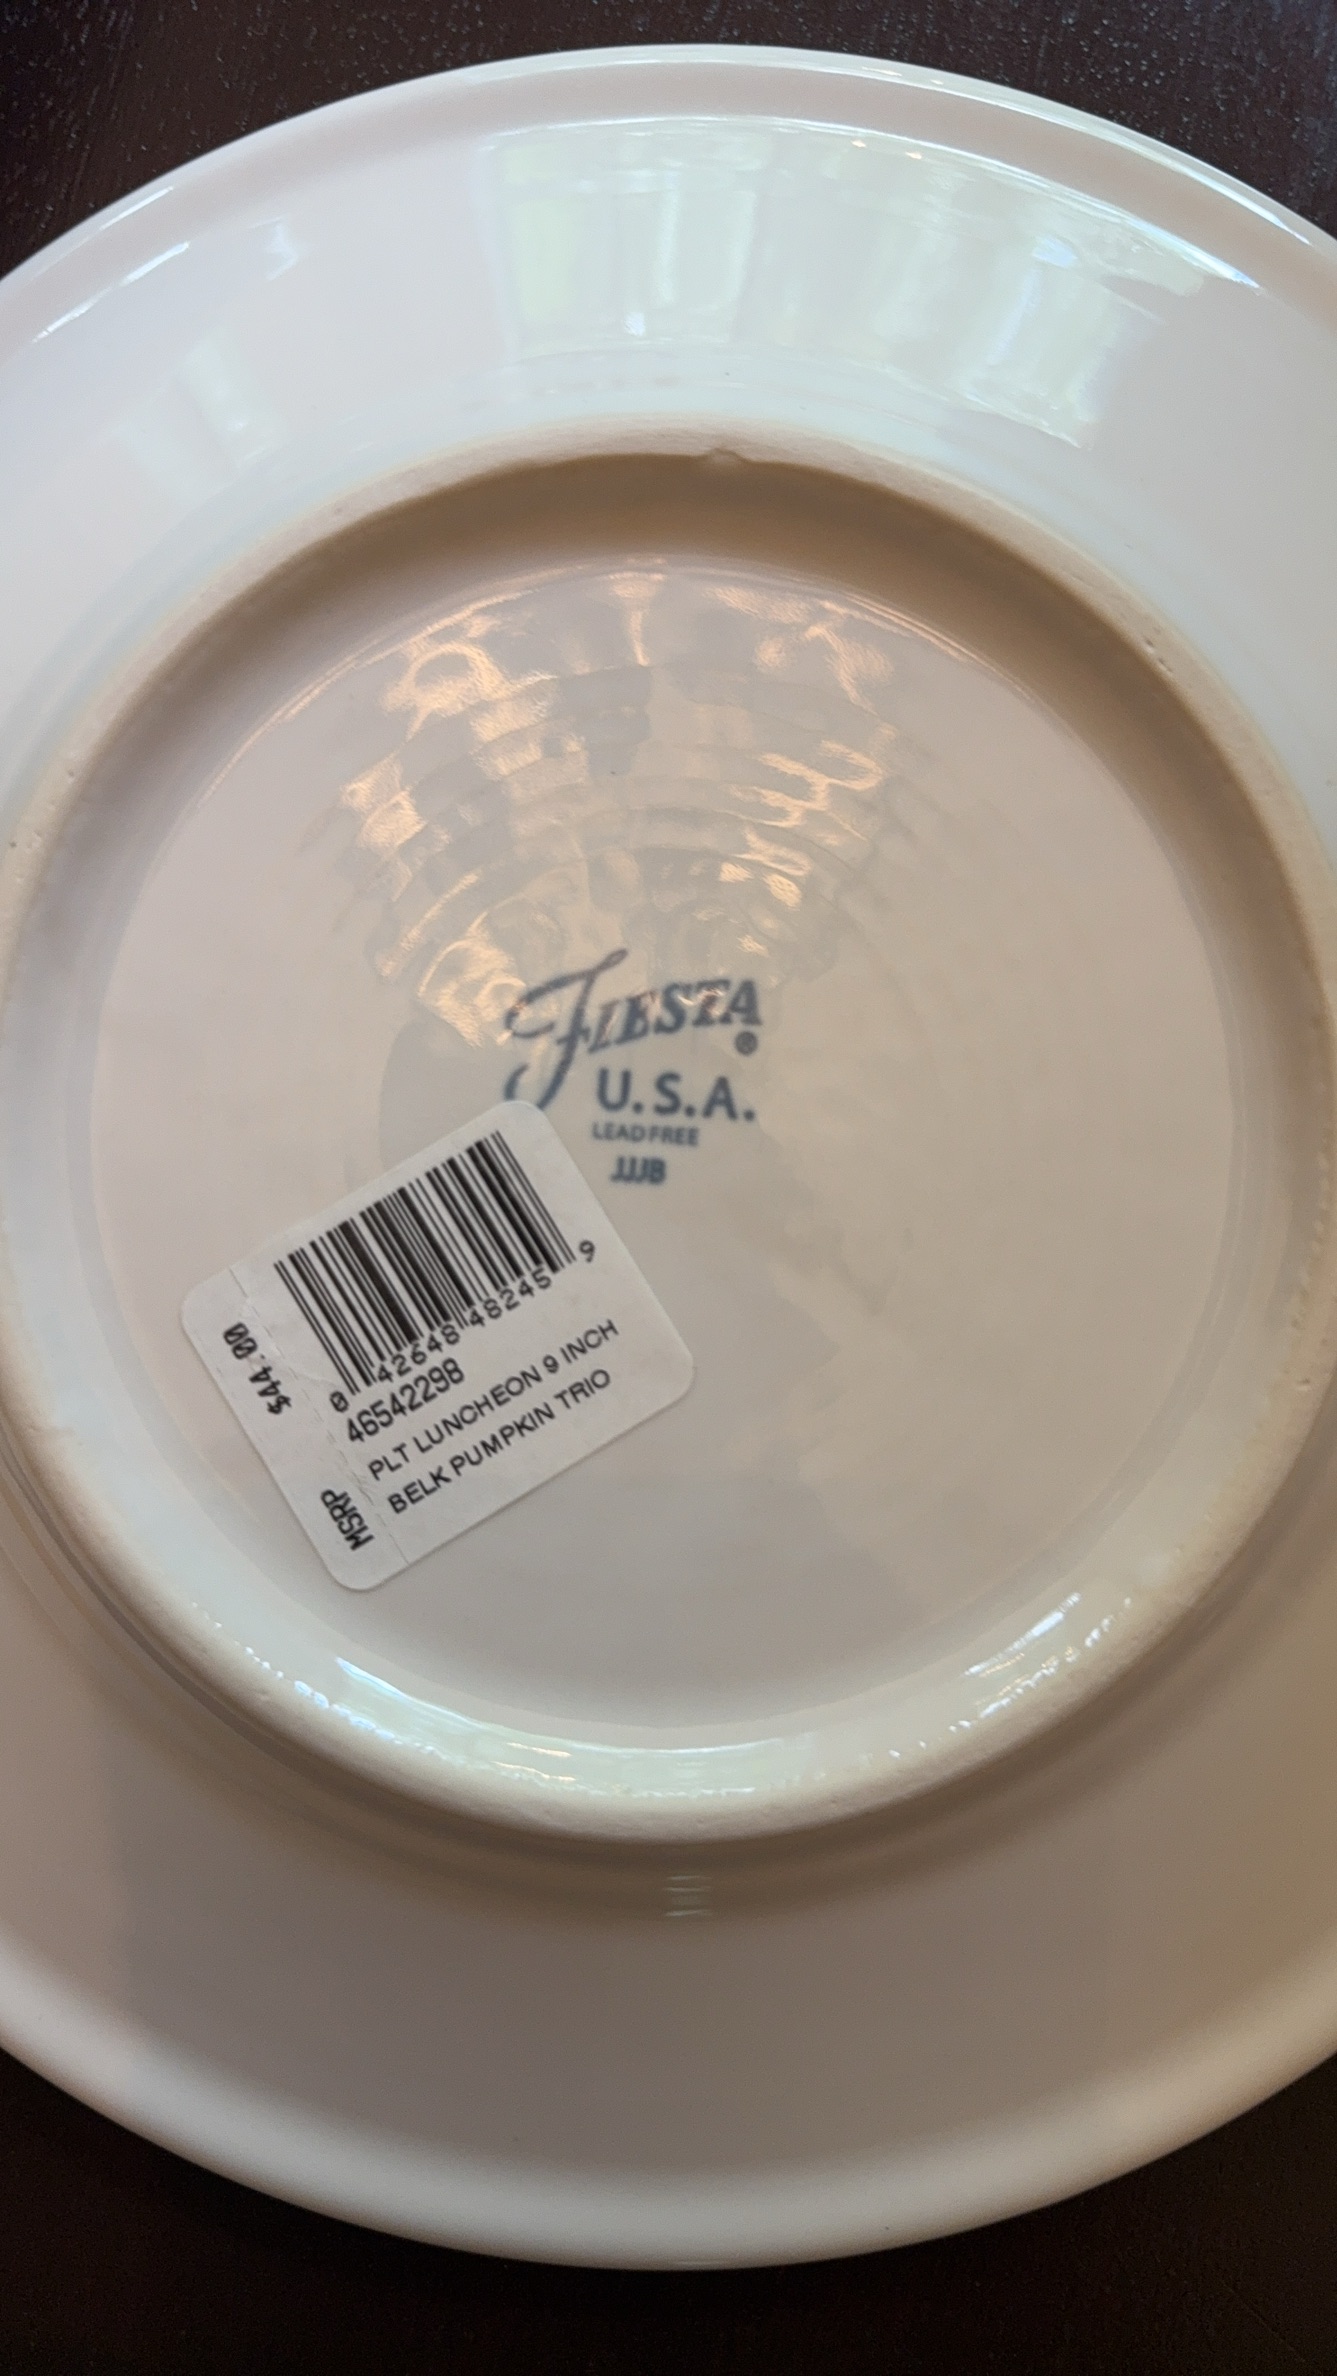 FIESTA
®
U.S.A.
LEAD FREE
JJJB
0 42648 48245 9
46542298
PLT LUNCHEON 9 INCH
BELK PUMPKIN TRIO
MSRP $44.00